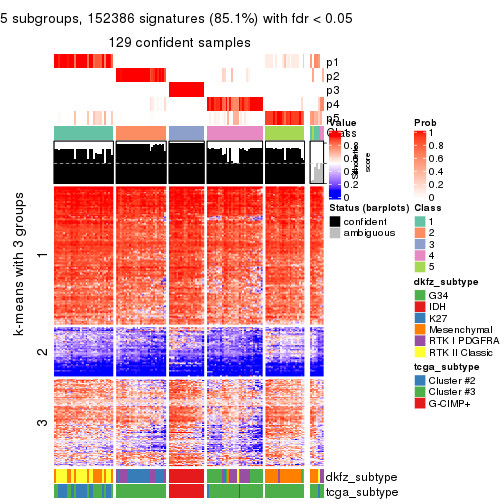 5 subgroups, 152386 signatures (85.1%) with fdr < 0.05
129 confident samples
p1
p2
p3
p4
p5
Class
k-means with 3 groups
1
2
3
Silhouette
score
Value
1
0.8
0.6
0.4
0.2
0
Prob
1
0.8
0.6
0.4
0.2
0
Status (barplots)
confident
ambiguous
Class
1
2
3
4
5
dkfz_subtype
G34
IDH
K27
Mesenchymal
RTK I PDGFRA
RTK II Classic
tcga_subtype
Cluster #2
Cluster #3
G-CIMP+
dkfz_subtype
tcga_subtype